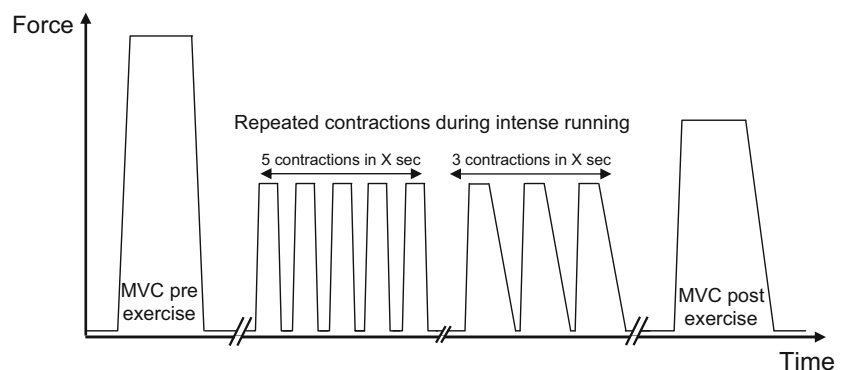 Force
Repeated contractions during intense running
5 contractions in X sec
3 contractions in X sec
MVC pre
exercise
MVC post
exercise
Time